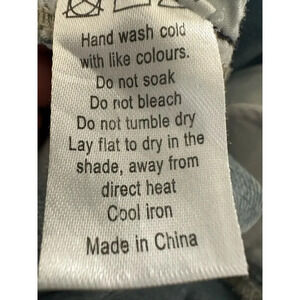 Hand wash cold
with like colours.
Do not soak
Do not bleach
Do not tumble dry
Lay flat to dry in the
shade, away from
direct heat
Cool iron
Made in China